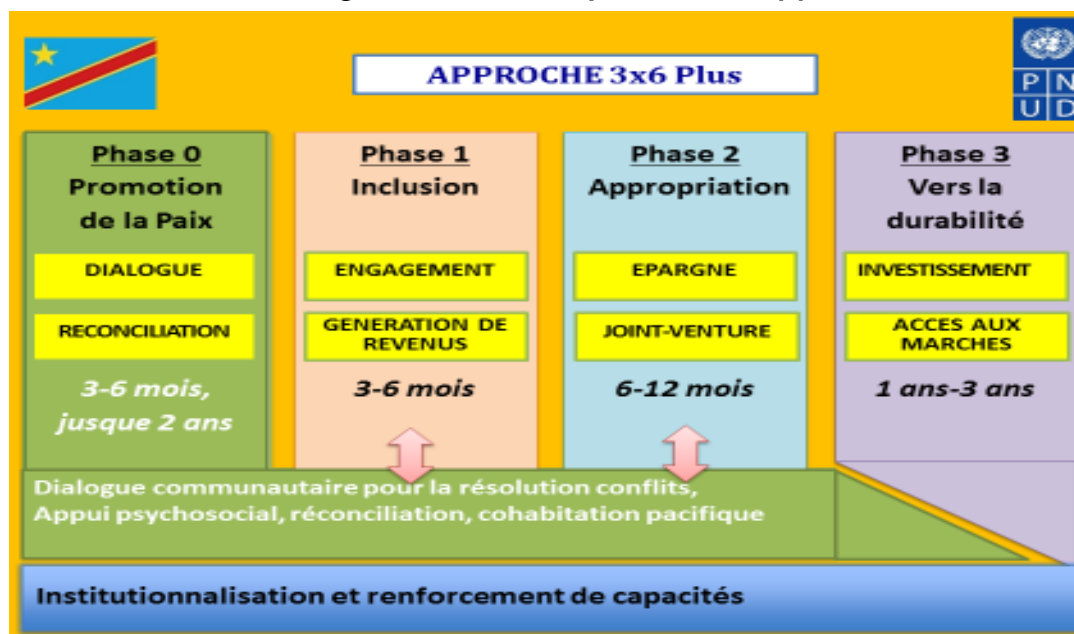 APPROCHE 3x6 Plus
P N
U D
Phase 0
Promotion
de la Paix
DIALOGUE
RECONCILIATION
3-6 mois,
jusque 2 ans
Phase 1
Inclusion
ENGAGEMENT
GENERATION DE
REVENUS
3-6 mois
Phase 2
Appropriation
EPARGNE
JOINT-VENTURE
6-12 mois
Phase 3
Vers la
durabilité
INVESTISSEMENT
ACCES AUX
MARCHES
1 ans-3 ans
Dialogue communautaire pour la résolution conflits,
Appui psychosocial, réconciliation, cohabitation pacifique
Institutionnalisation et renforcement de capacités